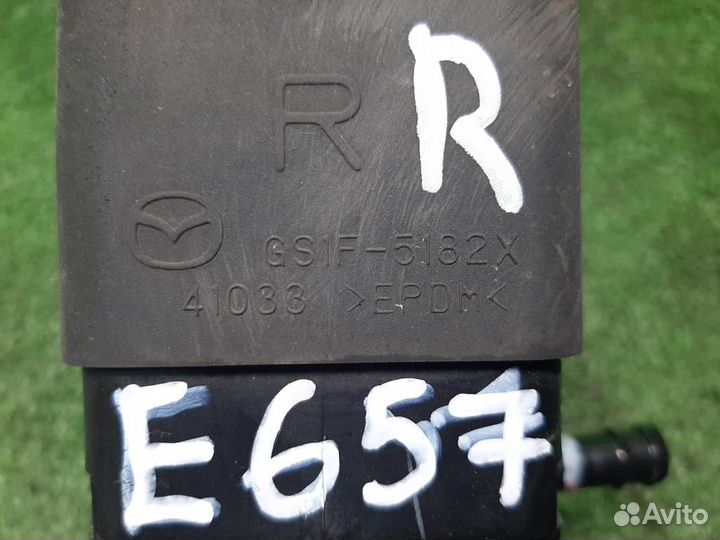 R R
GS1F-5182X
41033 >EPDM<
E657
Avito